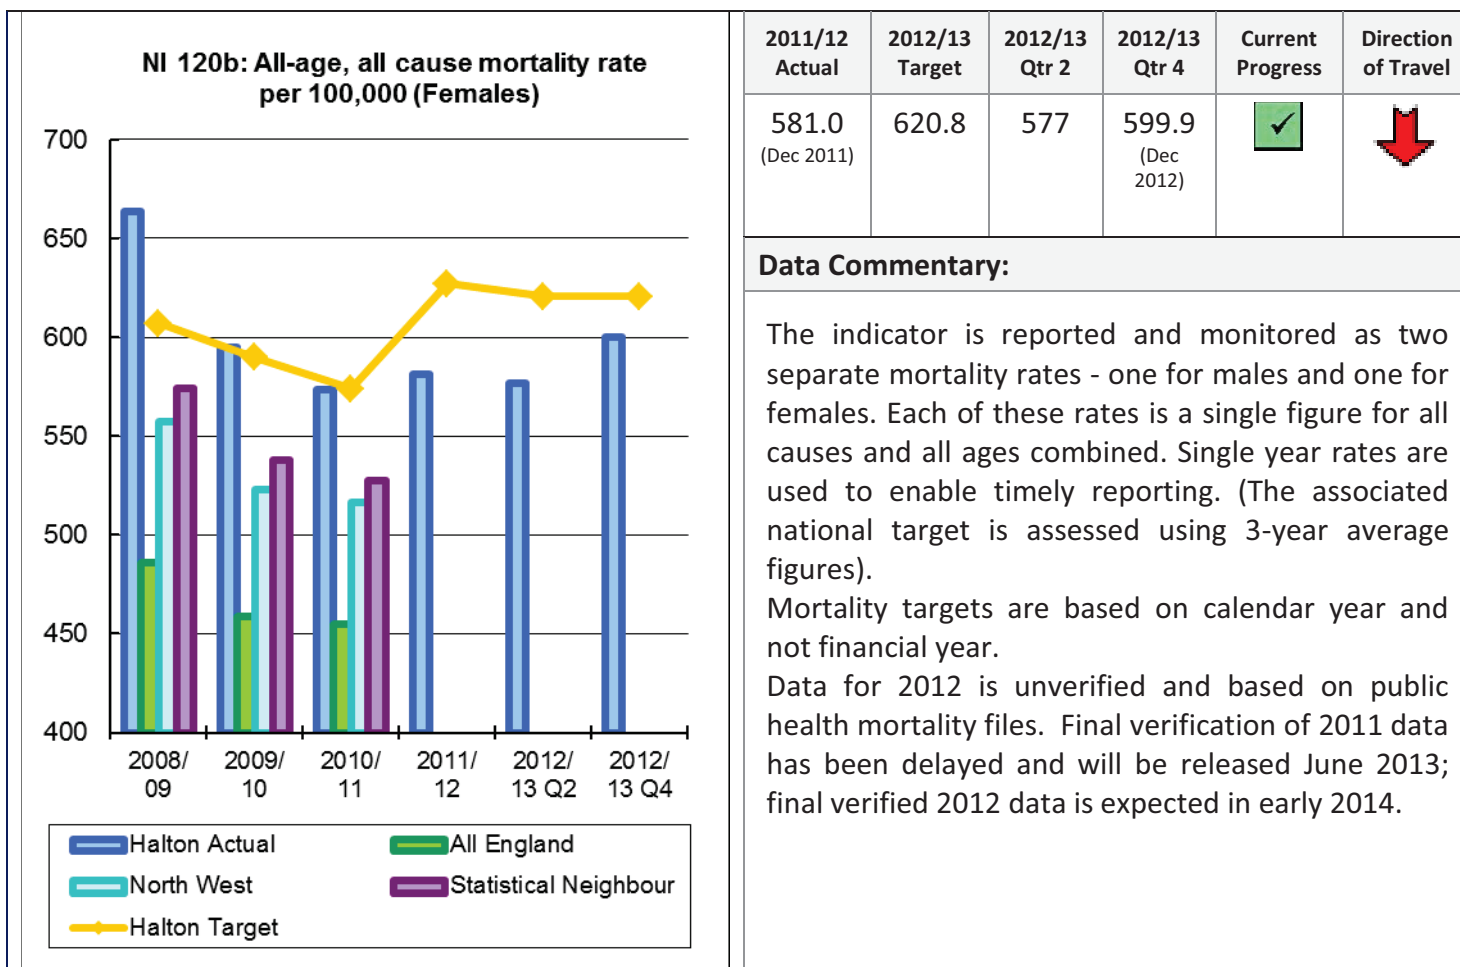 NI 120b: All-age, all cause mortality rate
per 100,000 (Females)
700
650
600
550
500
450
400
2008/
09
2009/
10
2010/
11
2011/
12
2012/
13 Q2
2012/
13 Q4
Halton Actual
All England
North West
Statistical Neighbour
Halton Target
2011/12
Actual
2012/13
Target
2012/13
Qtr 2
2012/13
Qtr 4
Current
Progress
Direction
of Travel
581.0
(Dec 2011)
620.8
577
599.9
(Dec
2012)
Data Commentary:
The indicator is reported and monitored as two
separate mortality rates - one for males and one for
females. Each of these rates is a single figure for all
causes and all ages combined. Single year rates are
used to enable timely reporting. (The associated
national target is assessed using 3-year average
figures).
Mortality targets are based on calendar year and
not financial year.
Data for 2012 is unverified and based on public
health mortality files. Final verification of 2011 data
has been delayed and will be released June 2013;
final verified 2012 data is expected in early 2014.